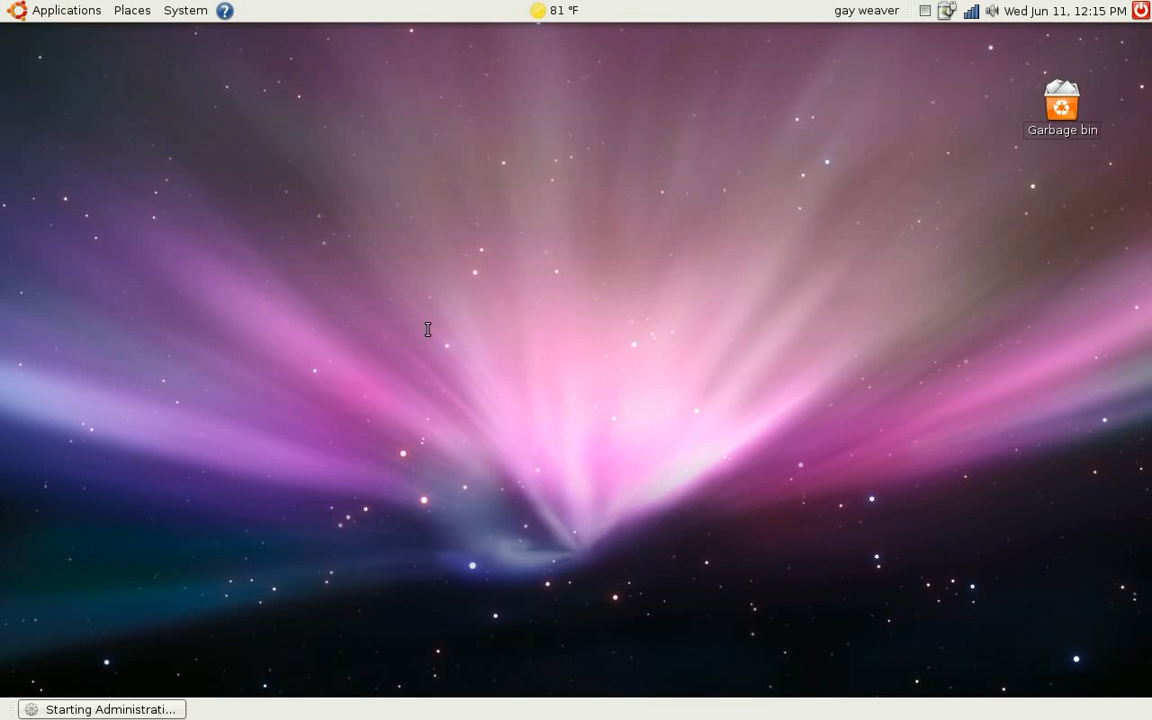 Applications Places System 81 °F gay weaver Wed Jun 11, 12:15 PM
Garbage bin
Starting Administrati...